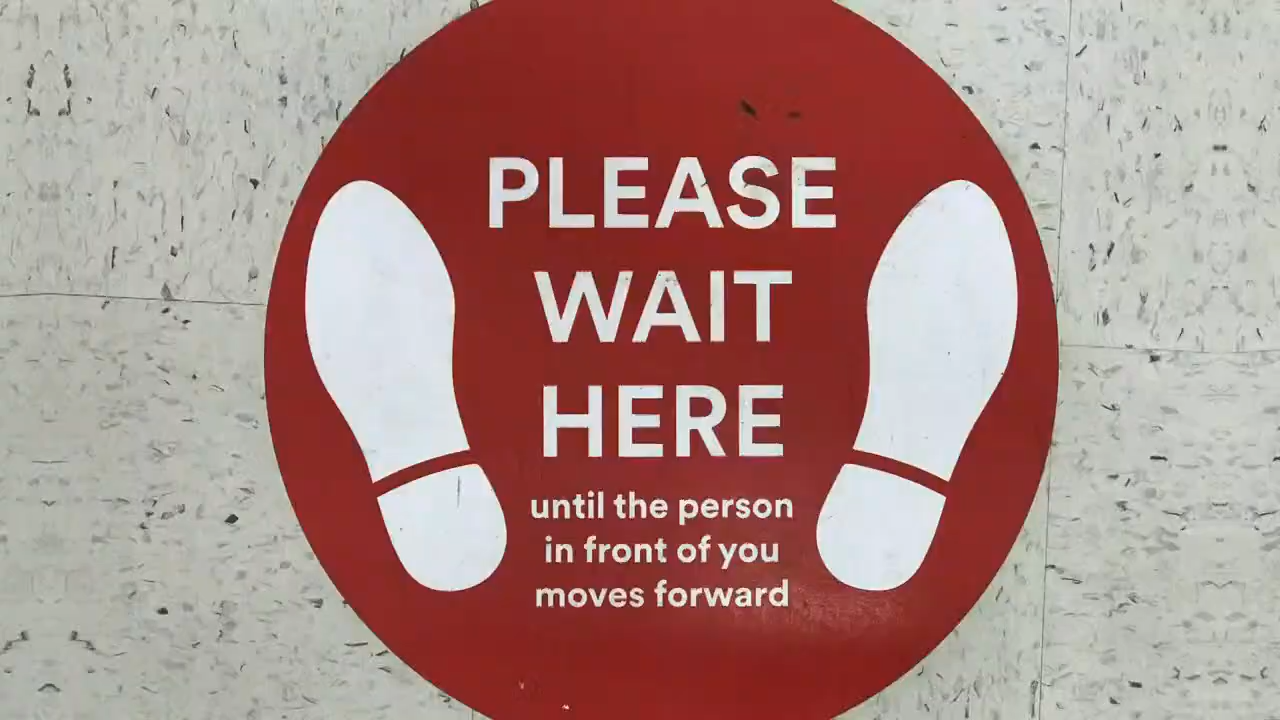 PLEASE
WAIT
HERE
until the person
in front of you
moves forward